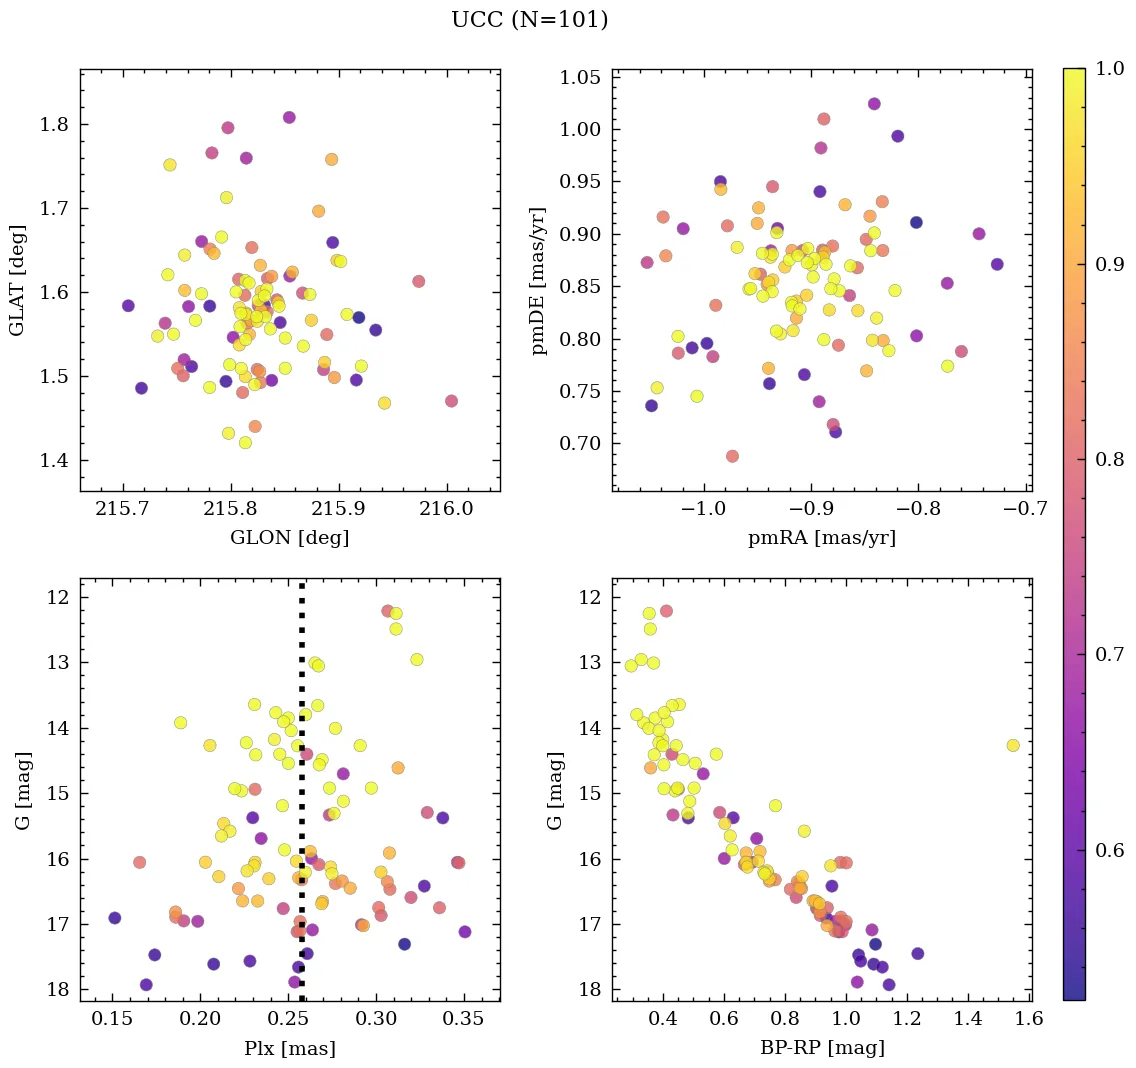 UCC (N=101)
1.8
1.7
1.6
1.5
1.4
GLAT [deg]
215.7 215.8 215.9 216.0
GLON [deg]
1.05
1.00
0.95
0.90
0.85
0.80
0.75
0.70
pmDE [mas/yr]
−1.0 −0.9 −0.8 −0.7
pmRA [mas/yr]
12
13
14
15
16
17
18
G [mag]
0.15 0.20 0.25 0.30 0.35
Plx [mas]
12
13
14
15
16
17
18
G [mag]
0.4 0.6 0.8 1.0 1.2 1.4 1.6
BP-RP [mag]
1.0
0.9
0.8
0.7
0.6